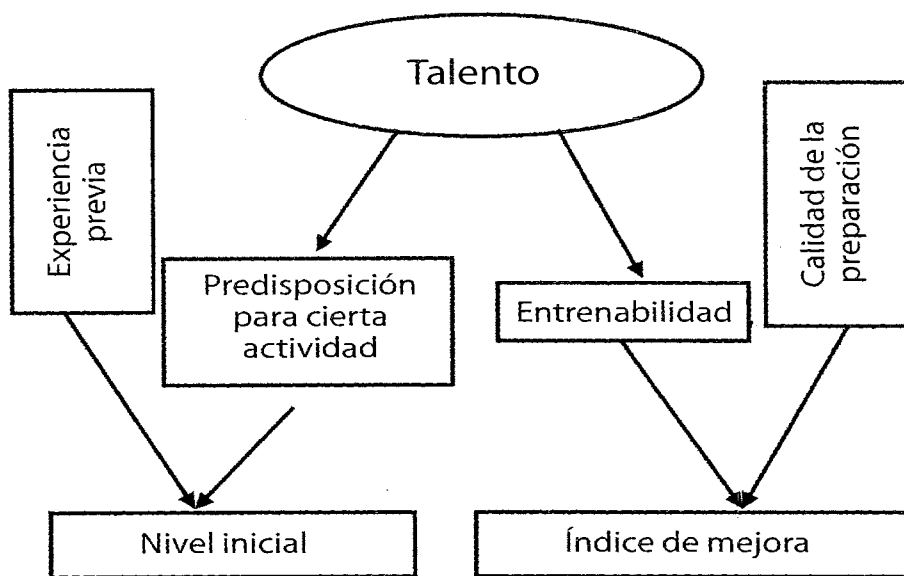 Talento
Experiencia
previa
Calidad de la
preparación
Predisposición
para cierta
actividad
Entrenabilidad
Nivel inicial
Índice de mejora